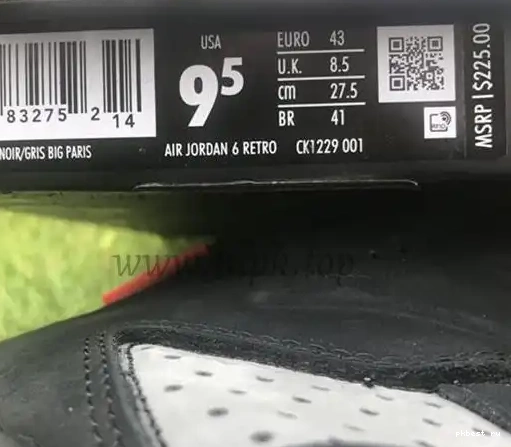 USA
9⁵
EURO 43
U.K. 8.5
cm 27.5
BR 41
MSRP | $225.00
83275 2
14
NOIR/GRIS BIG PARIS
AIR JORDAN 6 RETRO CK1229 001